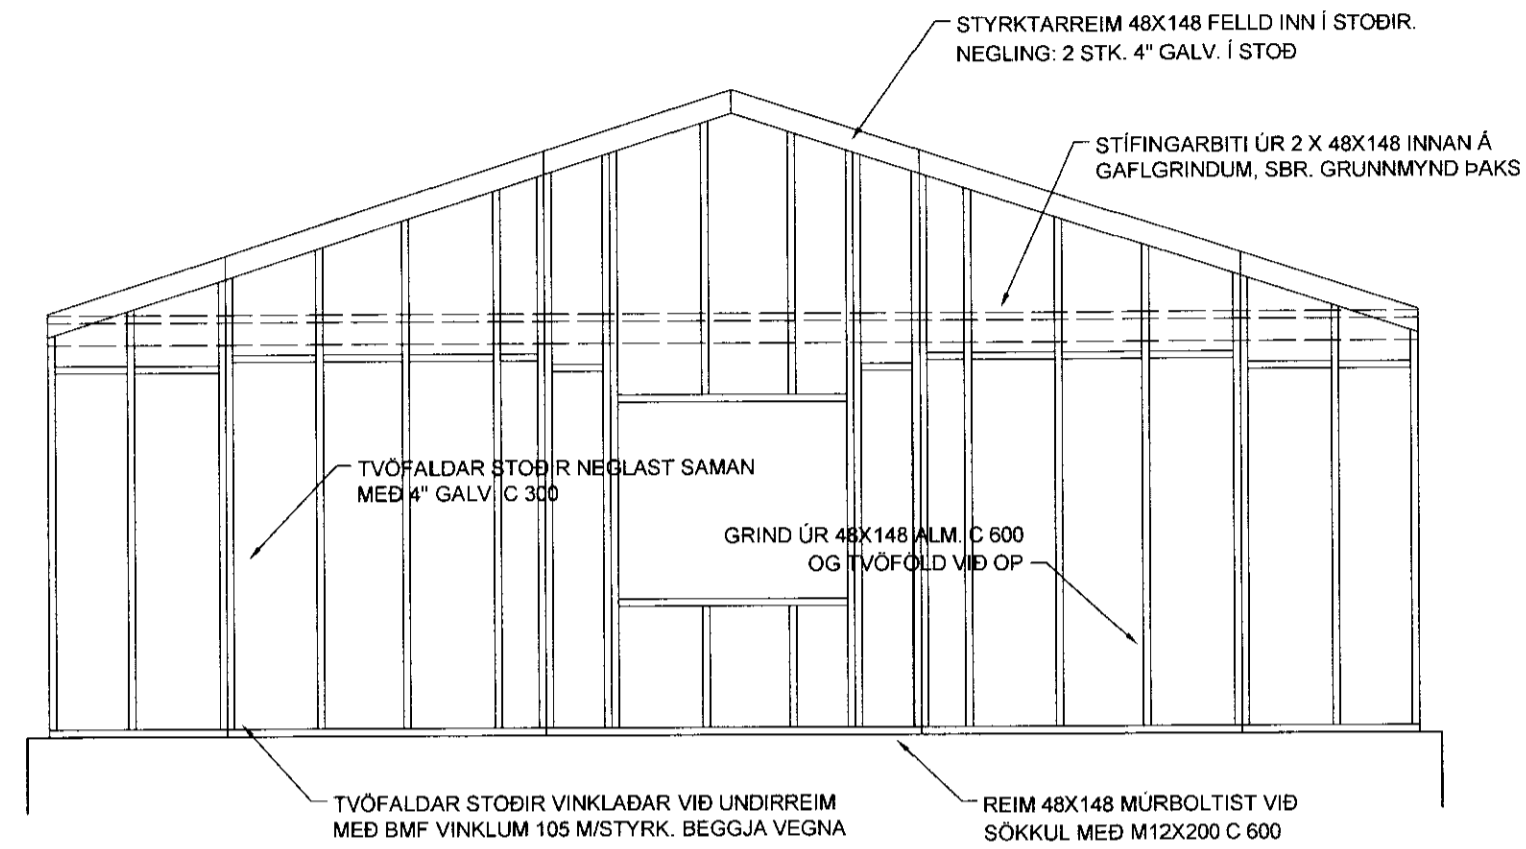 STYRKTARREIM 48X148 FELLD INN Í STOÐIR.
NEGLING: 2 STK. 4" GALV. Í STOÐ
STÍFINGARBITI ÚR 2 X 48X148 INNAN Á
GAFLGRINDUM, SBR. GRUNNMYND ÞAKS
TVÖFALDAR STOÐIR NEGLAST SAMAN
MEÐ 4" GALV. C 300
GRIND ÚR 48X148 ALM. C 600
OG TVÖFÖLD VIÐ OP
TVÖFALDAR STOÐIR VINKLAÐAR VIÐ UNDIRREIM
MEÐ BMF VINKLUM 105 M/STYRK. BEGGJA VEGNA
REIM 48X148 MÚRBOLTIST VIÐ
SÖKKUL MEÐ M12X200 C 600